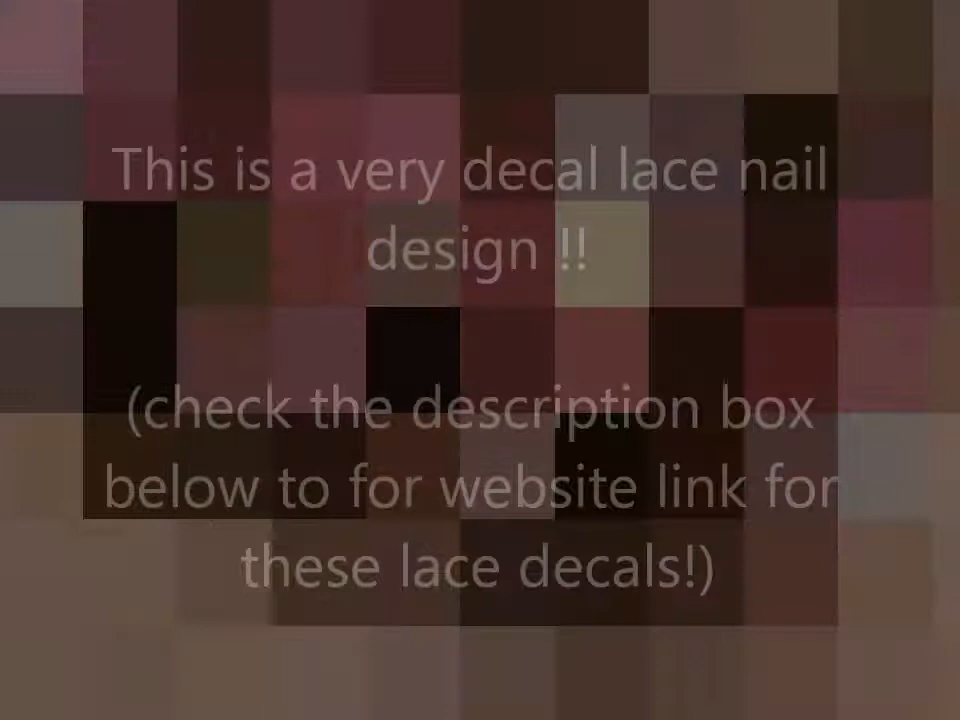 This is a very decal lace nail
design !!
(check the description box
below to for website link for
these lace decals!)